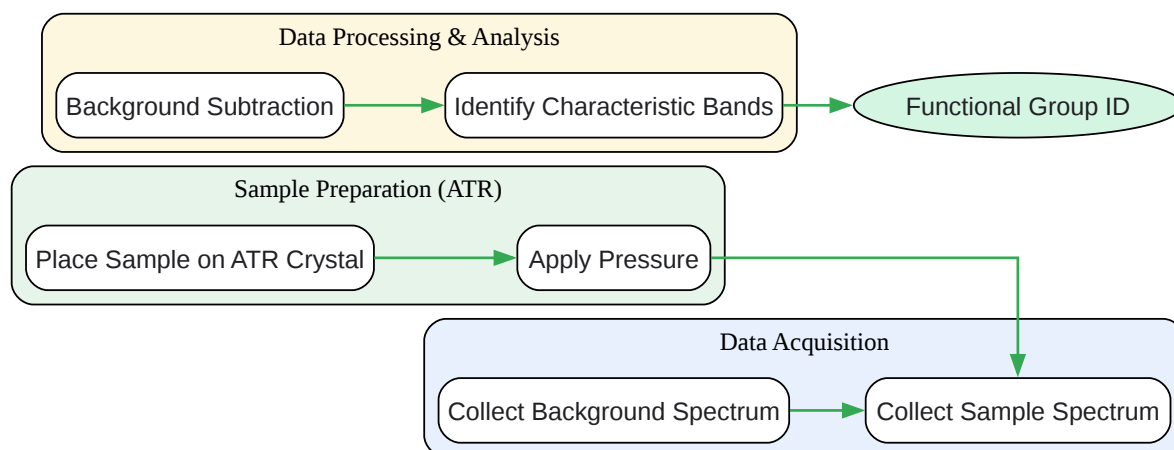 Data Processing & Analysis
Background Subtraction
Identify Characteristic Bands
Functional Group ID
Sample Preparation (ATR)
Place Sample on ATR Crystal
Apply Pressure
Data Acquisition
Collect Background Spectrum
Collect Sample Spectrum